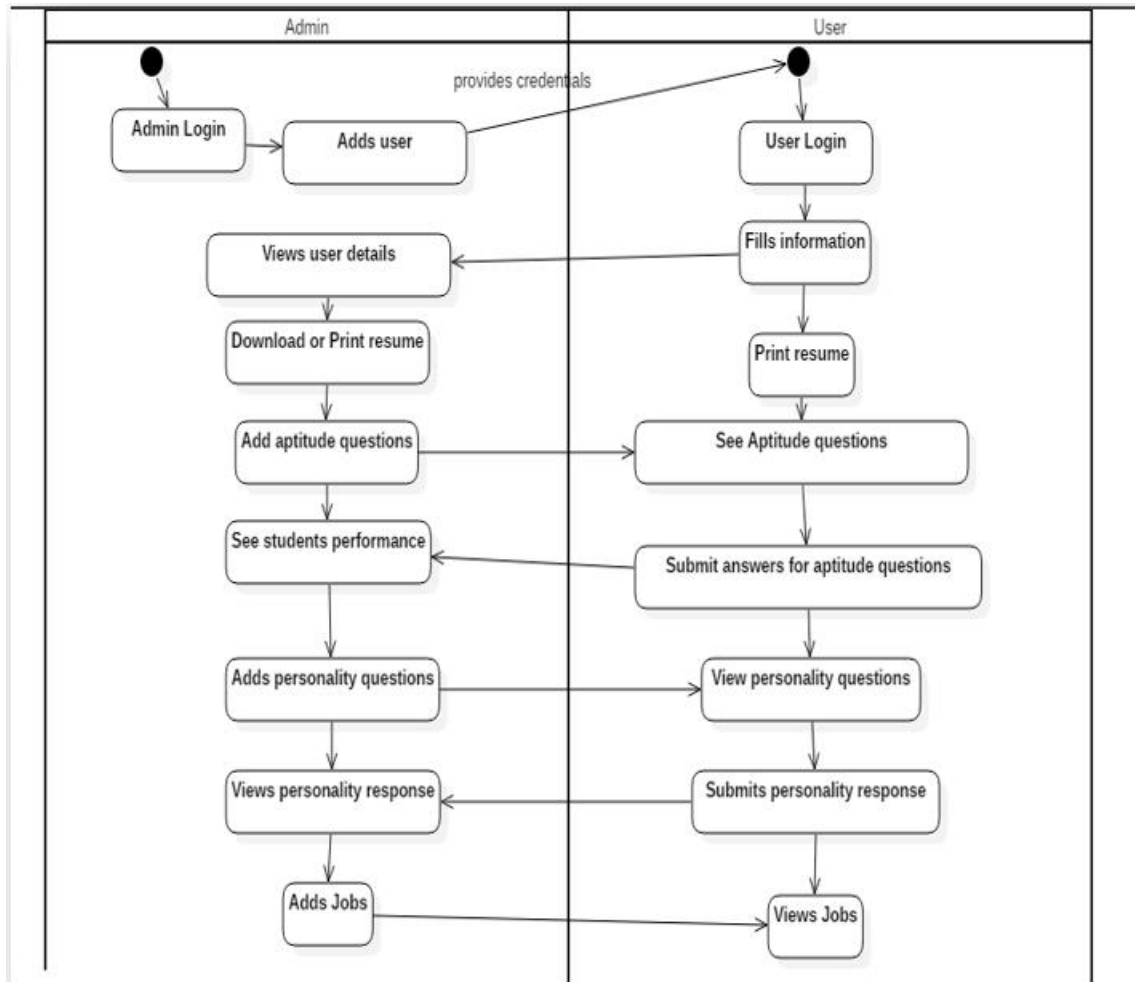 Admin
User
provides credentials
Admin Login
Adds user
User Login
Fills information
Views user details
Download or Print resume
Print resume
Add aptitude questions
See Aptitude questions
See students performance
Submit answers for aptitude questions
Adds personality questions
View personality questions
Views personality response
Submits personality response
Adds Jobs
Views Jobs